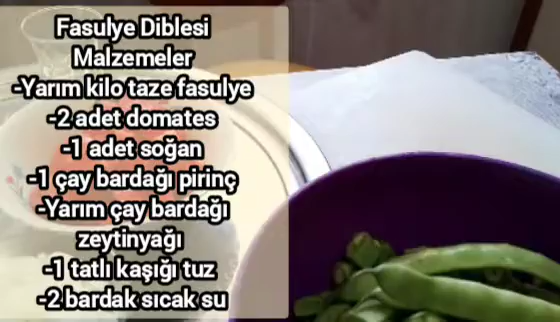 Fasulye Diblesi
Malzemeler
-Yarım kilo taze fasulye
-2 adet domates
-1 adet soğan
-1 çay bardağı pirinç
-Yarım çay bardağı
zeytinyağı
-1 tatlı kaşığı tuz
-2 bardak sıcak su